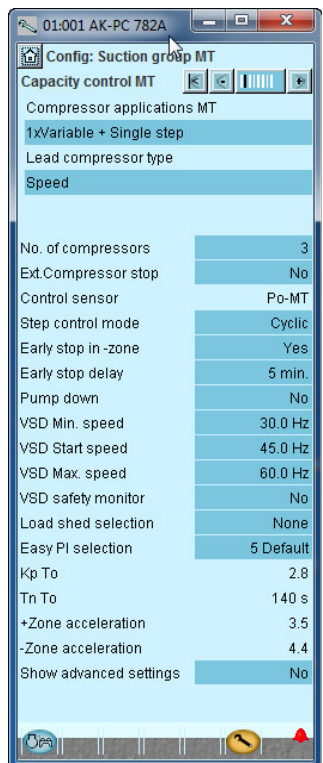 01:001 AK-PC 782A
Config: Suction group MT
Capacity control MT
Compressor applications MT
1xVariable + Single step
Lead compressor type
Speed
No. of compressors 3
Ext.Compressor stop No
Control sensor Po-MT
Step control mode Cyclic
Early stop in -zone Yes
Early stop delay 5 min.
Pump down No
VSD Min. speed 30.0 Hz
VSD Start speed 45.0 Hz
VSD Max. speed 60.0 Hz
VSD safety monitor No
Load shed selection None
Easy PI selection 5 Default
Kp To 2.8
Tn To 140 s
+Zone acceleration 3.5
-Zone acceleration 4.4
Show advanced settings No